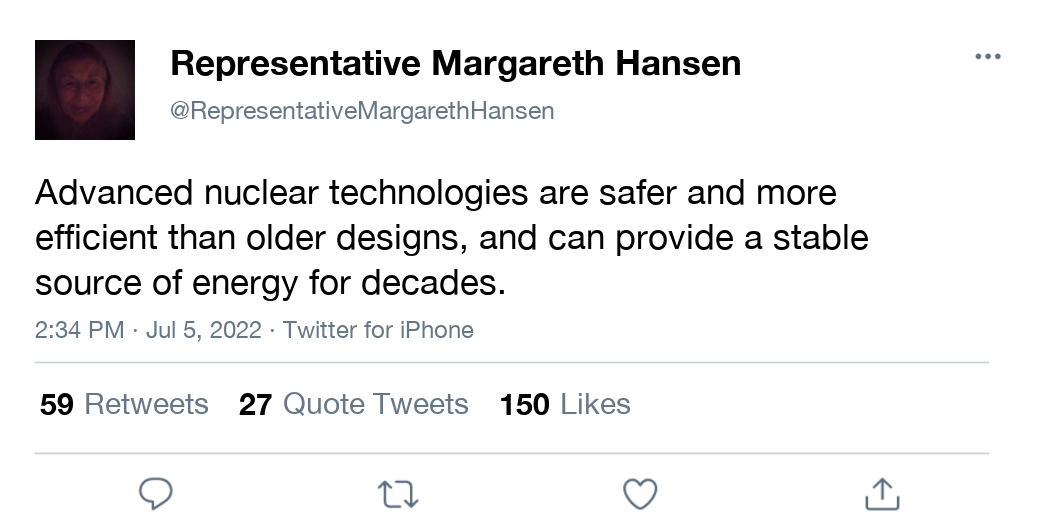 Representative Margareth Hansen
@RepresentativeMargarethHansen
Advanced nuclear technologies are safer and more
efficient than older designs, and can provide a stable
source of energy for decades.
2:34 PM · Jul 5, 2022 · Twitter for iPhone
59 Retweets 27 Quote Tweets 150 Likes